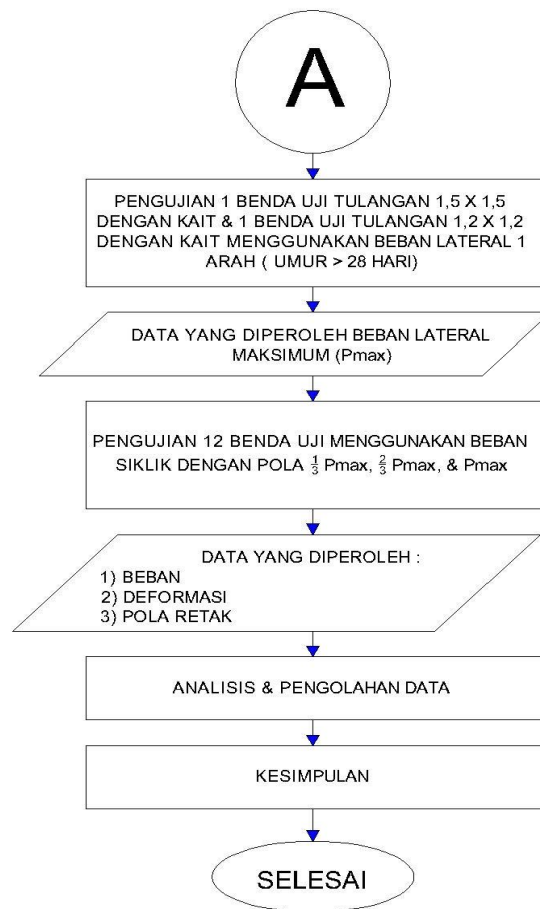 A
PENGUJIAN 1 BENDA UJI TULANGAN 1,5 X 1,5
DENGAN KAIT & 1 BENDA UJI TULANGAN 1,2 X 1,2
DENGAN KAIT MENGGUNAKAN BEBAN LATERAL 1
ARAH ( UMUR > 28 HARI)
DATA YANG DIPEROLEH BEBAN LATERAL
MAKSIMUM (Pmax)
PENGUJIAN 12 BENDA UJI MENGGUNAKAN BEBAN
SIKLIK DENGAN POLA 1/3 Pmax, 2/3 Pmax, & Pmax
DATA YANG DIPEROLEH :
1) BEBAN
2) DEFORMASI
3) POLA RETAK
ANALISIS & PENGOLAHAN DATA
KESIMPULAN
SELESAI